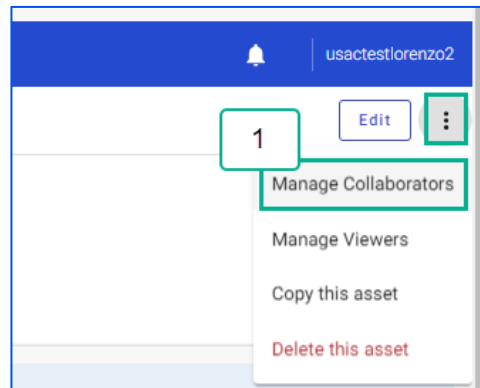 usactestlorenzo2
Edit
1
Manage Collaborators
Manage Viewers
Copy this asset
Delete this asset